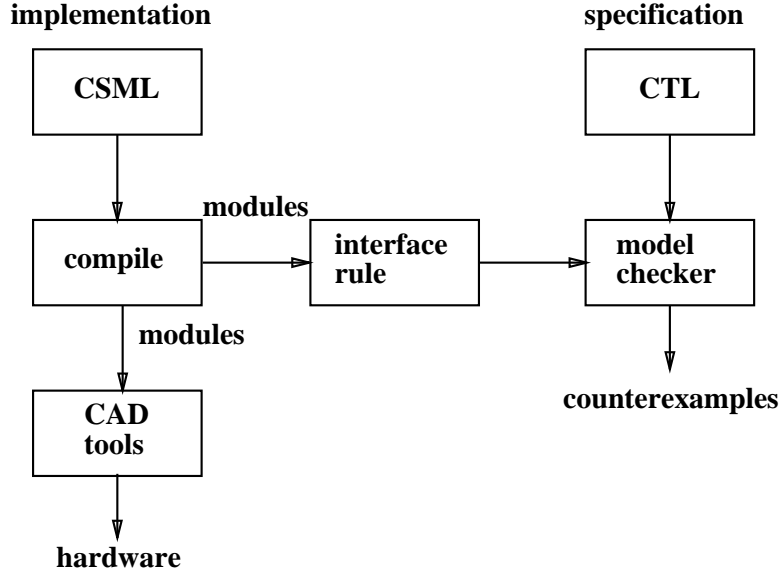 implementation
specification
CSML
CTL
modules
compile
interface
rule
model
checker
modules
CAD
tools
counterexamples
hardware